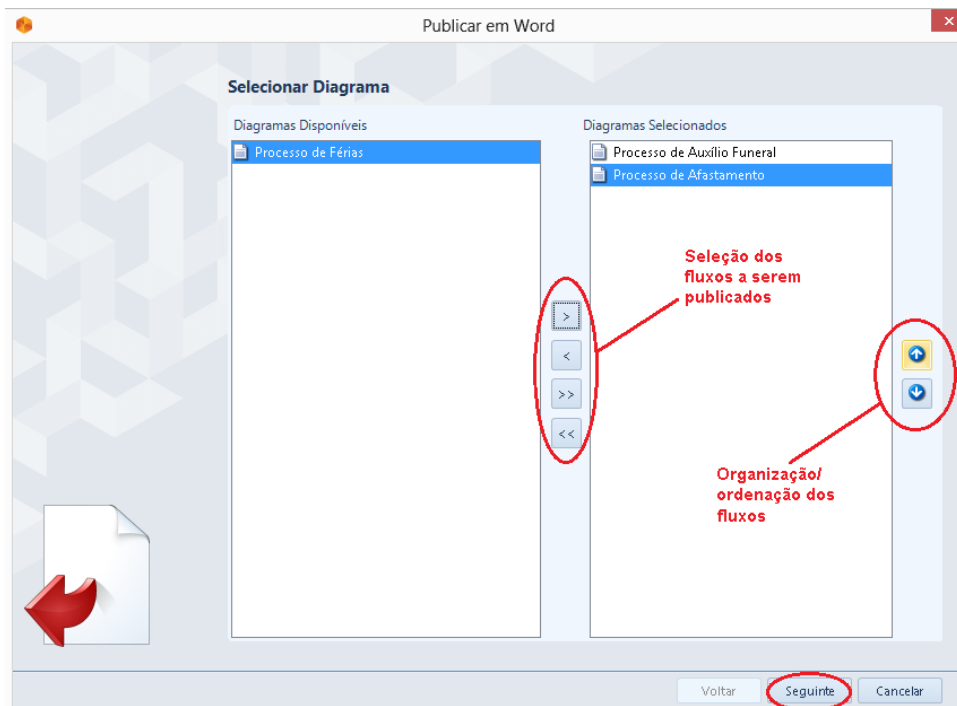 Publicar em Word
Selecionar Diagrama
Diagramas Disponíveis
Diagramas Selecionados
Processo de Férias
Processo de Auxílio Funeral
Processo de Afastamento
Seleção dos
fluxos a serem
publicados
>
<
>>
<<
Organização/
ordenação dos
fluxos
Voltar
Seguinte
Cancelar